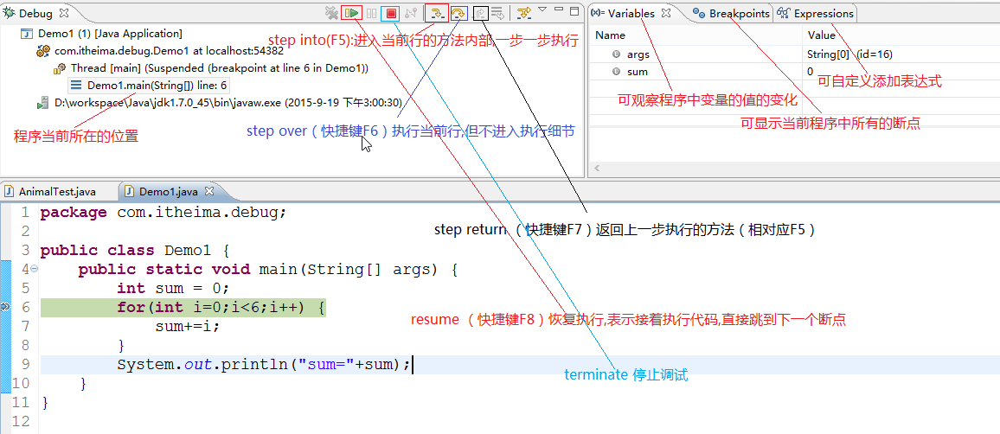 Debug
Demo1 (1) [Java Application]
com.itheima.debug.Demo1 at localhost:54382
Thread [main] (Suspended (breakpoint at line 6 in Demo1))
Demo1.main(String[]) line: 6
D:\workspace\Java\jdk1.7.0_45\bin\javaw.exe (2015-9-19 下午3:00:30)
step into(F5):进入当前行的方法内部,一步一步执行
程序当前所在的位置
step over（快捷键F6）执行当前行,但不进入执行细节
(x)= Variables
Breakpoints
Expressions
Name Value
args String[0] (id=16)
sum 0
可自定义添加表达式
可观察程序中变量的值的变化
可显示当前程序中所有的断点
AnimalTest.java
Demo1.java
step return （快捷键F7）返回上一步执行的方法（相对应F5）
1 package com.itheima.debug;
2
3 public class Demo1 {
4 public static void main(String[] args) {
5 int sum = 0;
6 for(int i=0;i<6;i++) {
7 sum+=i;
8 }
9 System.out.println("sum="+sum);
10 }
11 }
12
resume （快捷键F8）恢复执行,表示接着执行代码,直接跳到下一个断点
terminate 停止调试